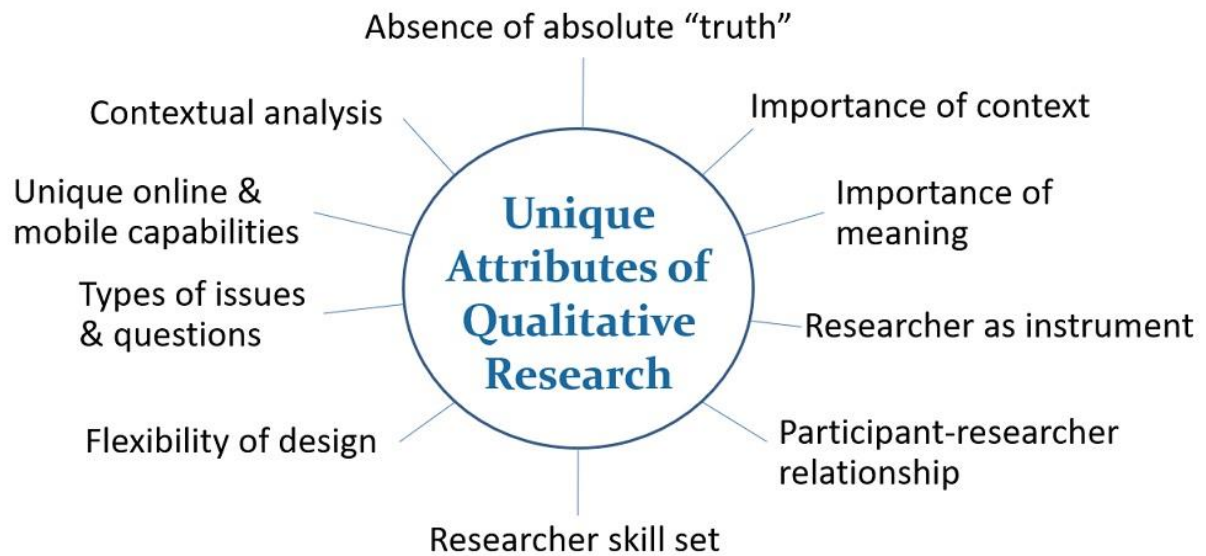 Absence of absolute “truth”
Importance of context
Importance of
meaning
Researcher as instrument
Participant-researcher
relationship
Researcher skill set
Flexibility of design
Types of issues
& questions
Unique online &
mobile capabilities
Contextual analysis
Unique
Attributes of
Qualitative
Research